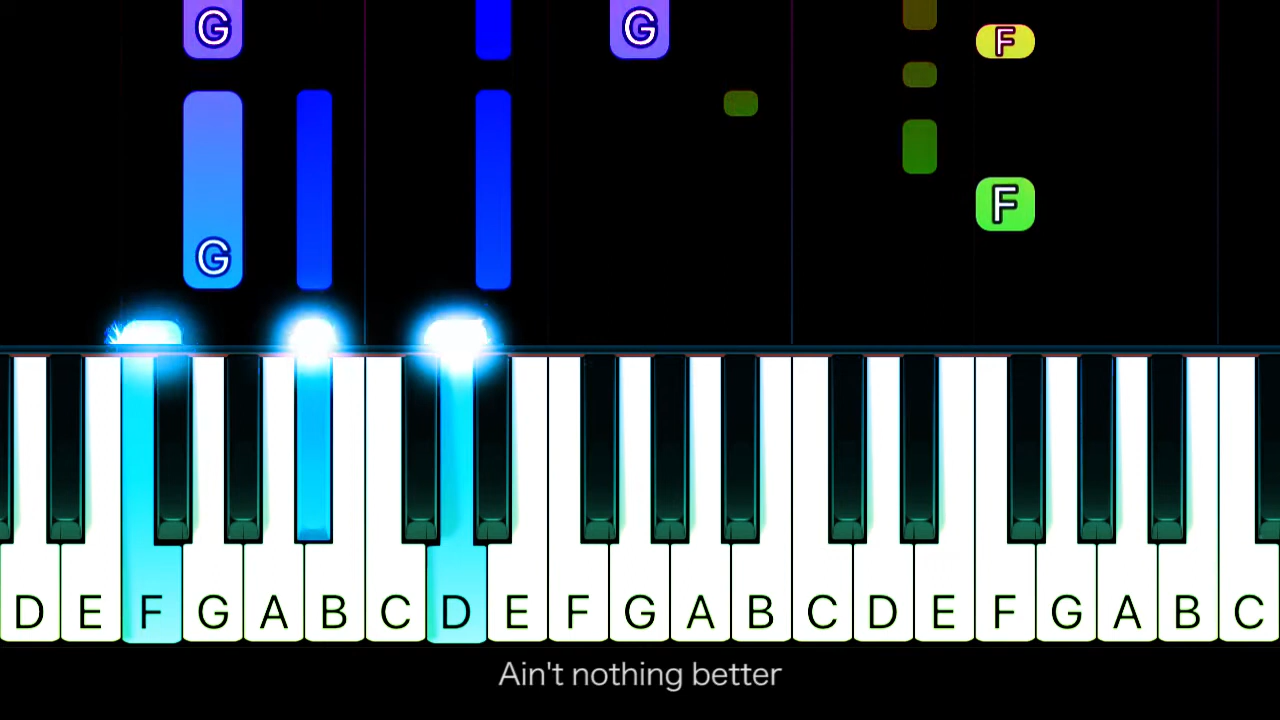 G G F
F
G
D E F G A B C D E F G A B C D E F G A B C
Ain't nothing better